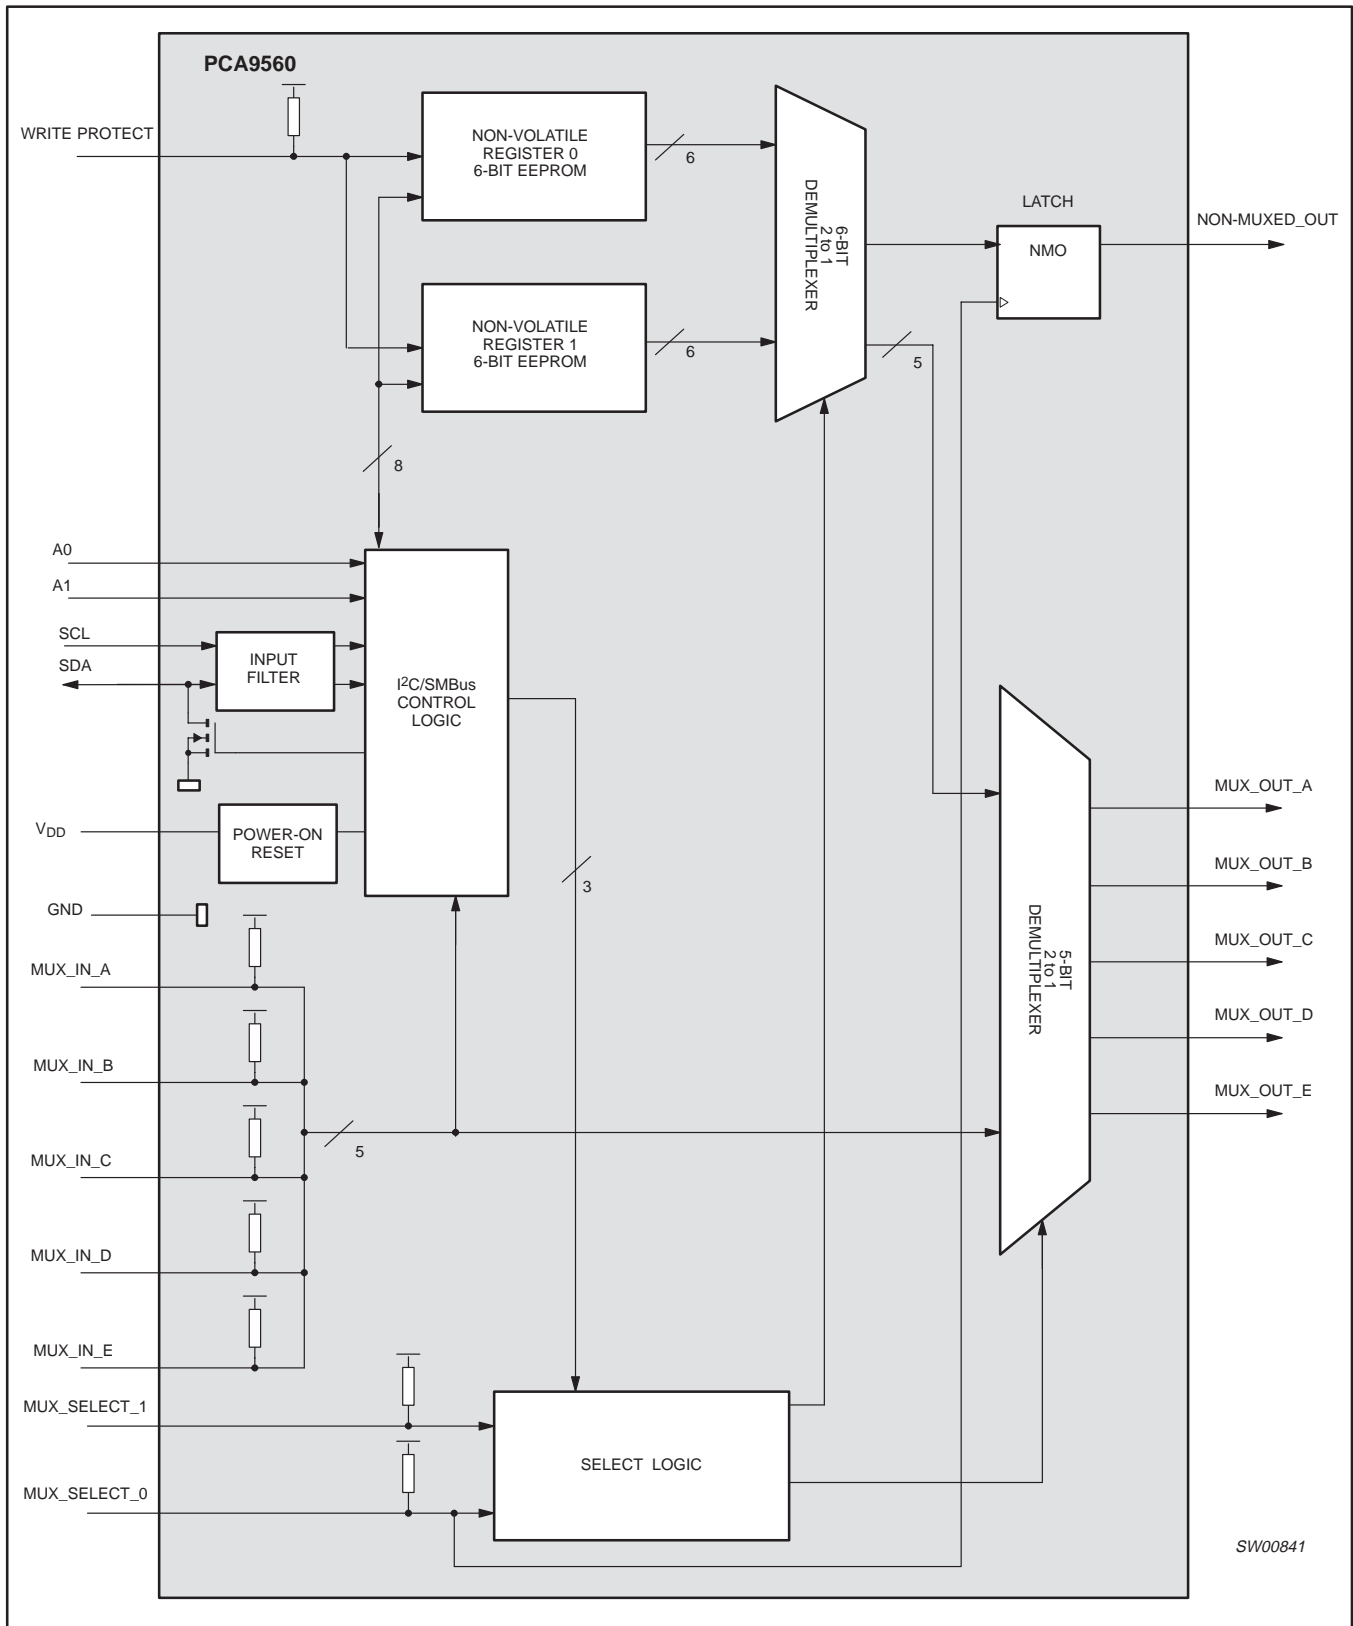 PCA9560
WRITE PROTECT
NON-VOLATILE
REGISTER 0
6-BIT EEPROM
6
6-BIT
2 to 1
DEMULTIPLEXER
LATCH
NMO
NON-MUXED_OUT
NON-VOLATILE
REGISTER 1
6-BIT EEPROM
6
5
8
A0
A1
SCL
SDA
INPUT
FILTER
I2C/SMBus
CONTROL
LOGIC
VDD
POWER-ON
RESET
3
GND
MUX_IN_A
MUX_IN_B
MUX_IN_C
MUX_IN_D
MUX_IN_E
5
5-BIT
2 to 1
DEMULTIPLEXER
MUX_OUT_A
MUX_OUT_B
MUX_OUT_C
MUX_OUT_D
MUX_OUT_E
MUX_SELECT_1
MUX_SELECT_0
SELECT LOGIC
SW00841